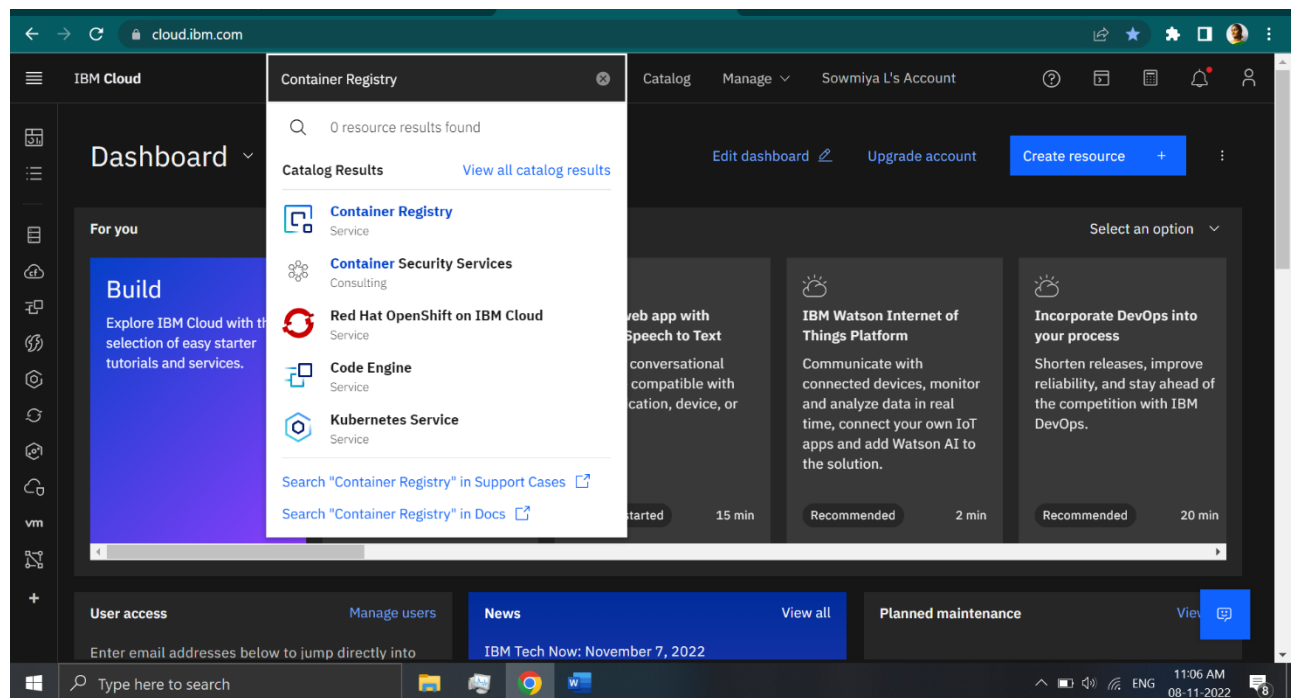 cloud.ibm.com
IBM Cloud
Container Registry
Catalog
Manage
Sowmiya L's Account
0 resource results found
Catalog Results
View all catalog results
Container Registry
Service
Container Security Services
Consulting
Red Hat OpenShift on IBM Cloud
Service
Code Engine
Service
Kubernetes Service
Service
Search "Container Registry" in Support Cases
Search "Container Registry" in Docs
Dashboard
Edit dashboard
Upgrade account
Create resource +
For you
Select an option
Build
Explore IBM Cloud with
selection of easy starter
tutorials and services.
app with
Speech to Text
conversational
compatible with
device, or
15 min
IBM Watson Internet of
Things Platform
Communicate with
connected devices, monitor
and analyze data in real
time, connect your own IoT
apps and add Watson AI to
the solution.
Recommended
2 min
Incorporate DevOps into
your process
Shorten releases, improve
reliability, and stay ahead of
the competition with IBM
DevOps.
Recommended
20 min
cf
vm
User access
Manage users
Enter email addresses below to jump directly into
News
View all
IBM Tech Now: November 7, 2022
Planned maintenance
Type here to search
ENG
11:06 AM
08-11-2022
8